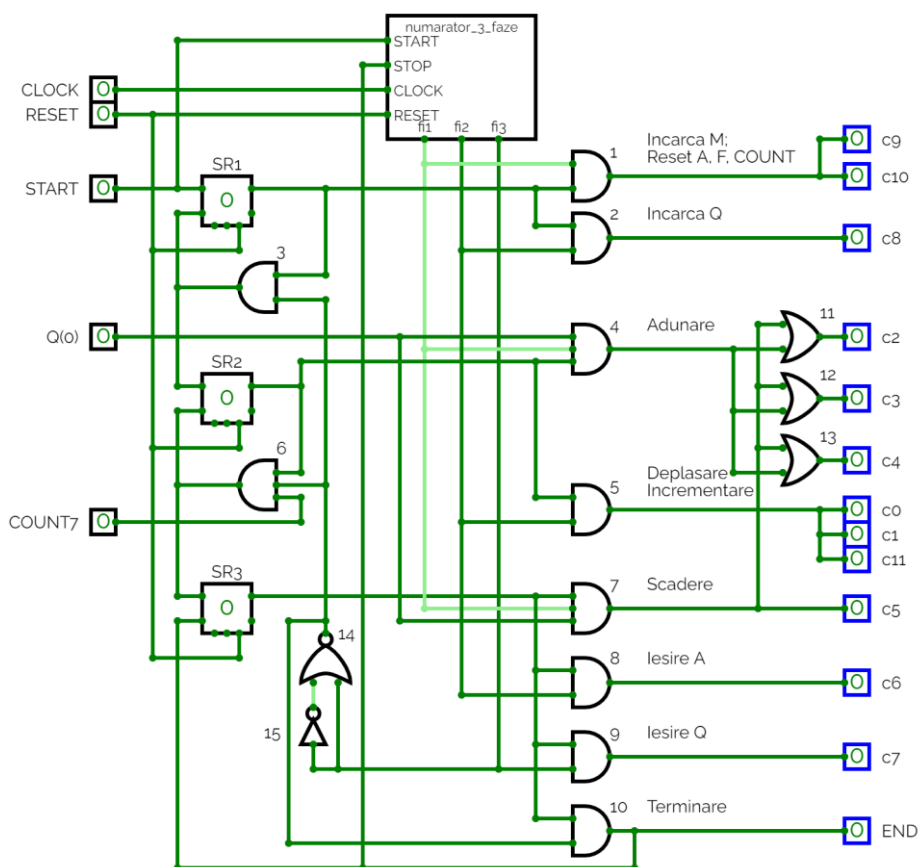 numarator_3_faze
START
STOP
CLOCK
RESET
fi1 fi2 fi3
CLOCK 0
RESET 0
START 0
SR1
0
1
Incarca M;
Reset A, F, COUNT
0 c9
0 c10
2
Incarca Q
0 c8
3
Q(0) 0
4
Adunare
11
0 c2
SR2
0
12
0 c3
6
13
0 c4
COUNT7 0
5
Deplasare
Incrementare
0 c0
0 c1
0 c11
SR3
0
7
Scadere
0 c5
14
8
Iesire A
0 c6
15
9
Iesire Q
0 c7
10
Terminare
0 END